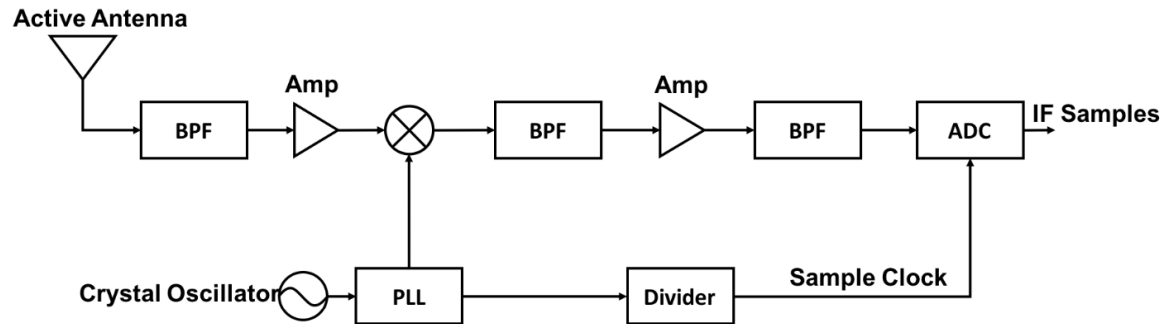 Active Antenna
Amp
Amp
BPF
BPF
BPF
ADC
IF Samples
Crystal Oscillator
PLL
Divider
Sample Clock